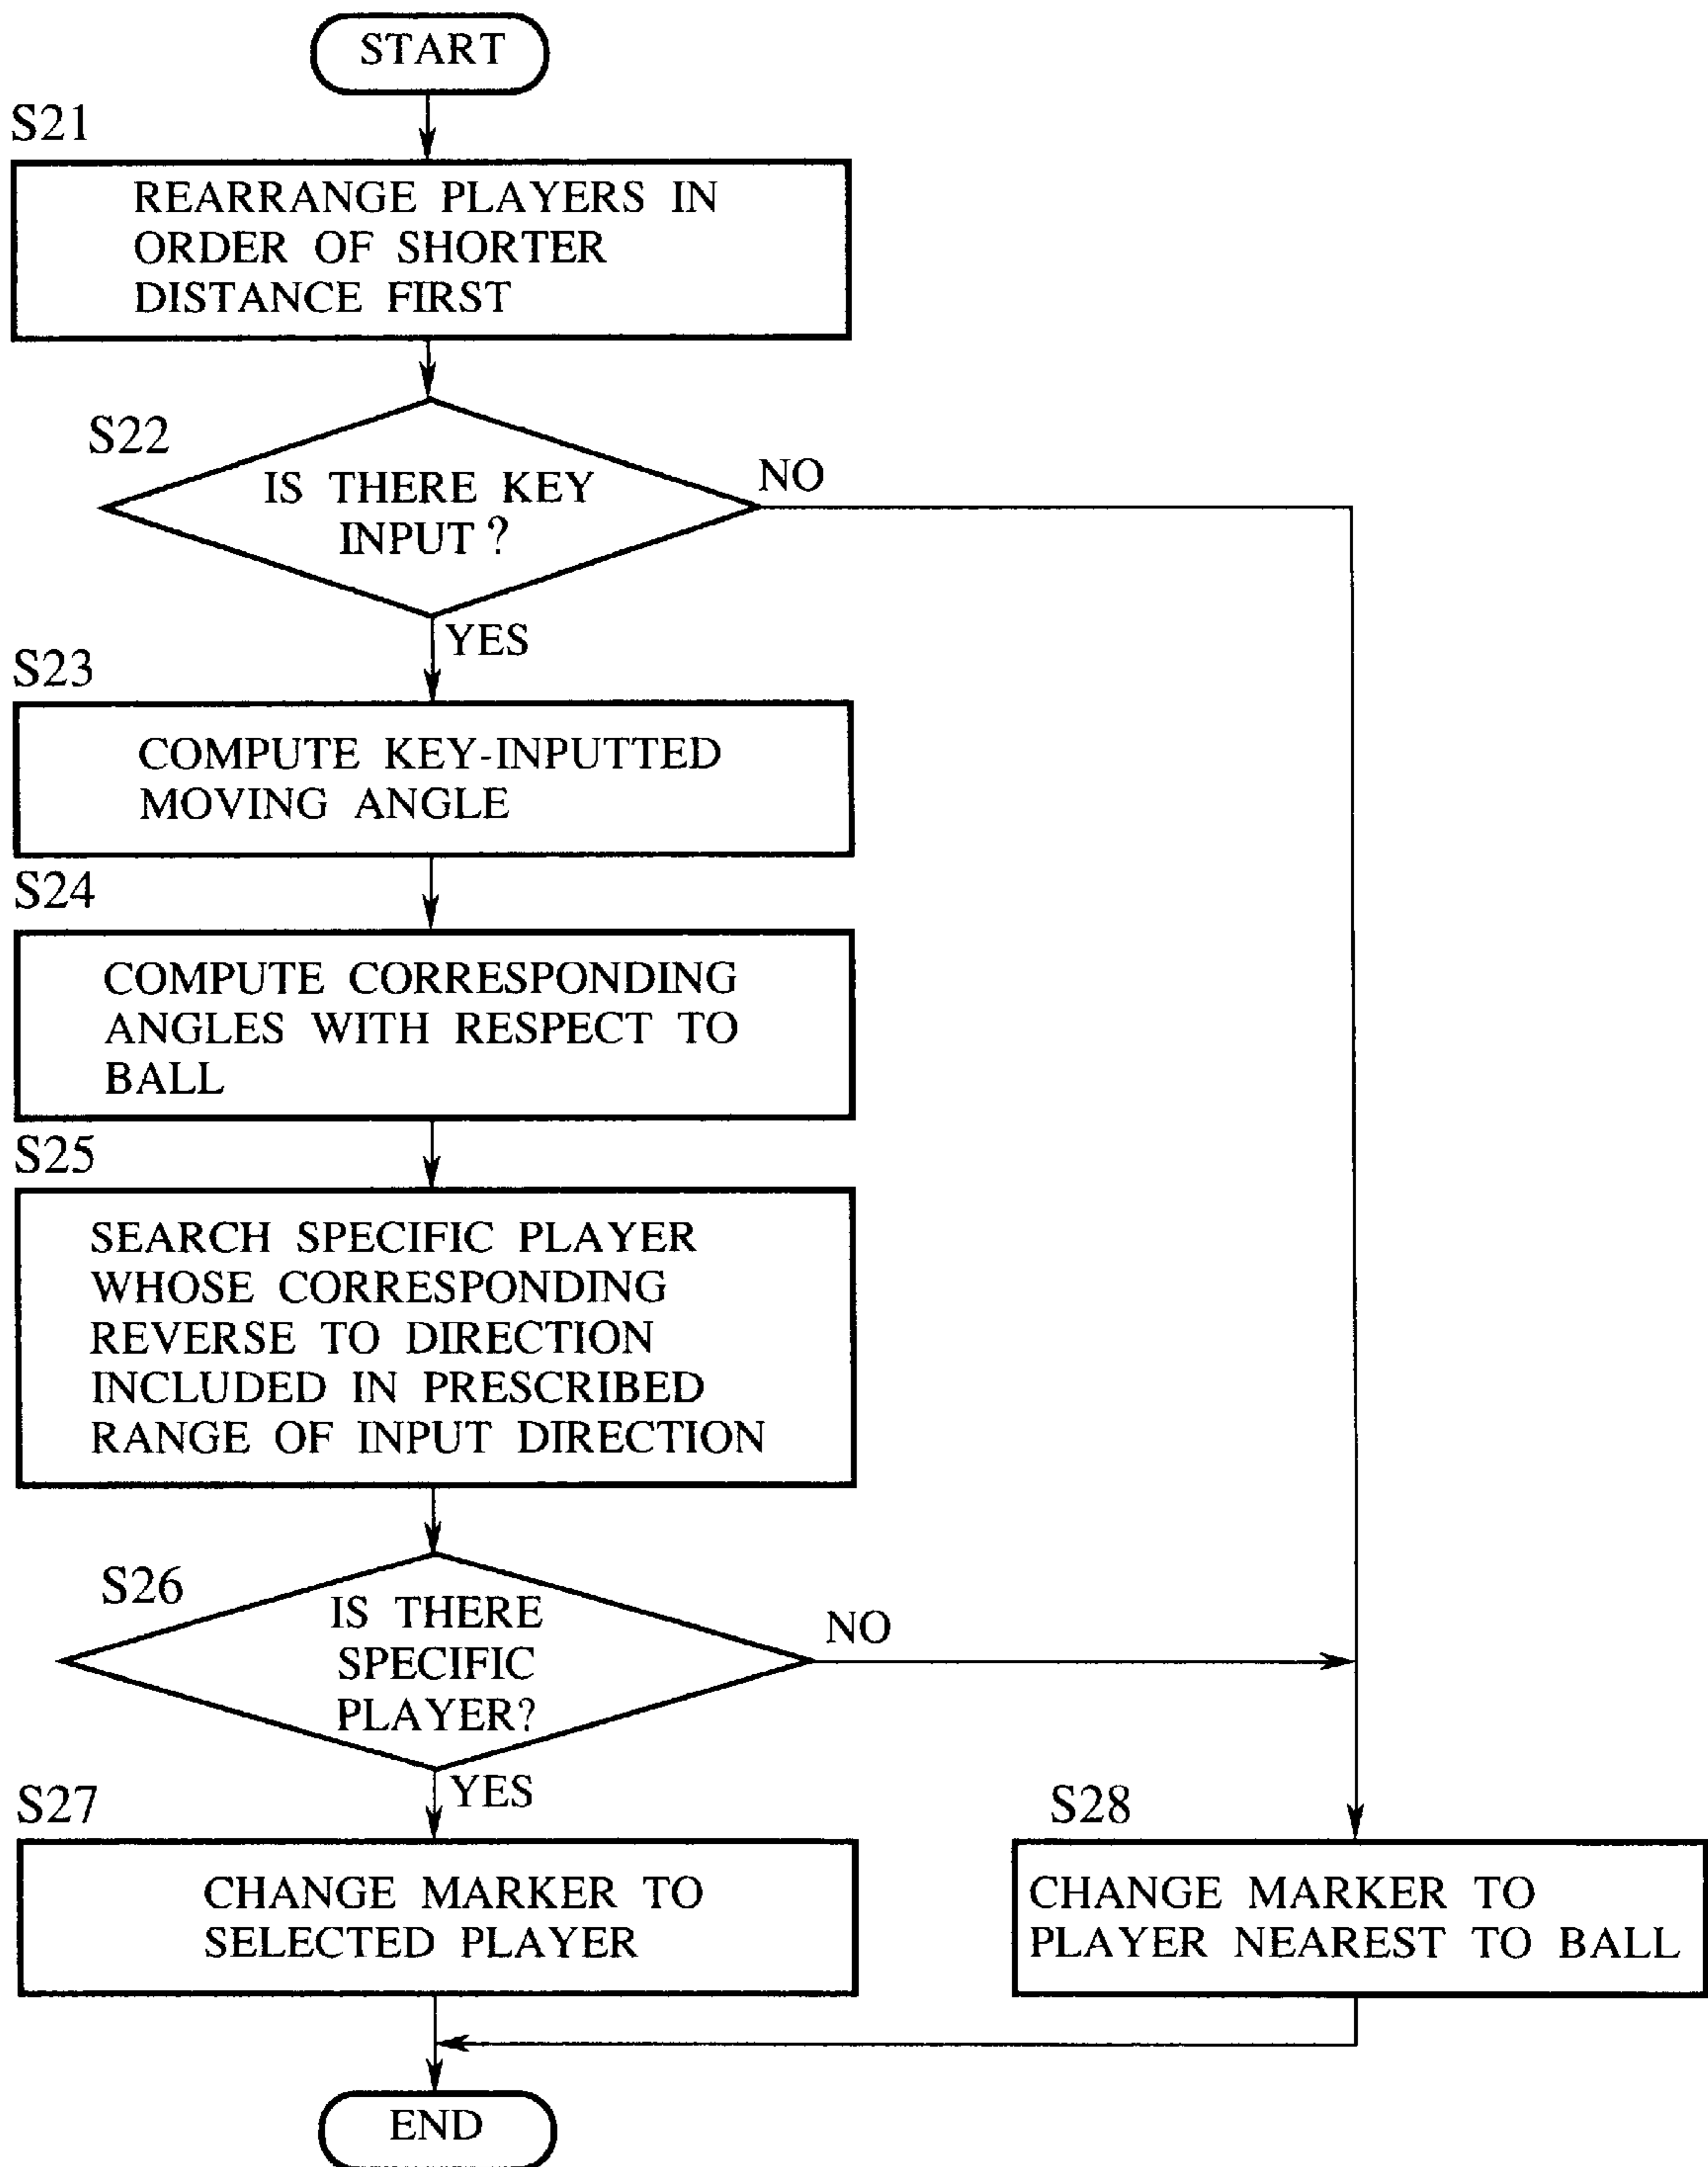 START
S21
REARRANGE PLAYERS IN
ORDER OF SHORTER
DISTANCE FIRST
S22
IS THERE KEY
INPUT?
NO
YES
S23
COMPUTE KEY-INPUTTED
MOVING ANGLE
S24
COMPUTE CORRESPONDING
ANGLES WITH RESPECT TO
BALL
S25
SEARCH SPECIFIC PLAYER
WHOSE CORRESPONDING
REVERSE TO DIRECTION
INCLUDED IN PRESCRIBED
RANGE OF INPUT DIRECTION
S26
IS THERE
SPECIFIC
PLAYER?
NO
YES
S27
CHANGE MARKER TO
SELECTED PLAYER
S28
CHANGE MARKER TO
PLAYER NEAREST TO BALL
END